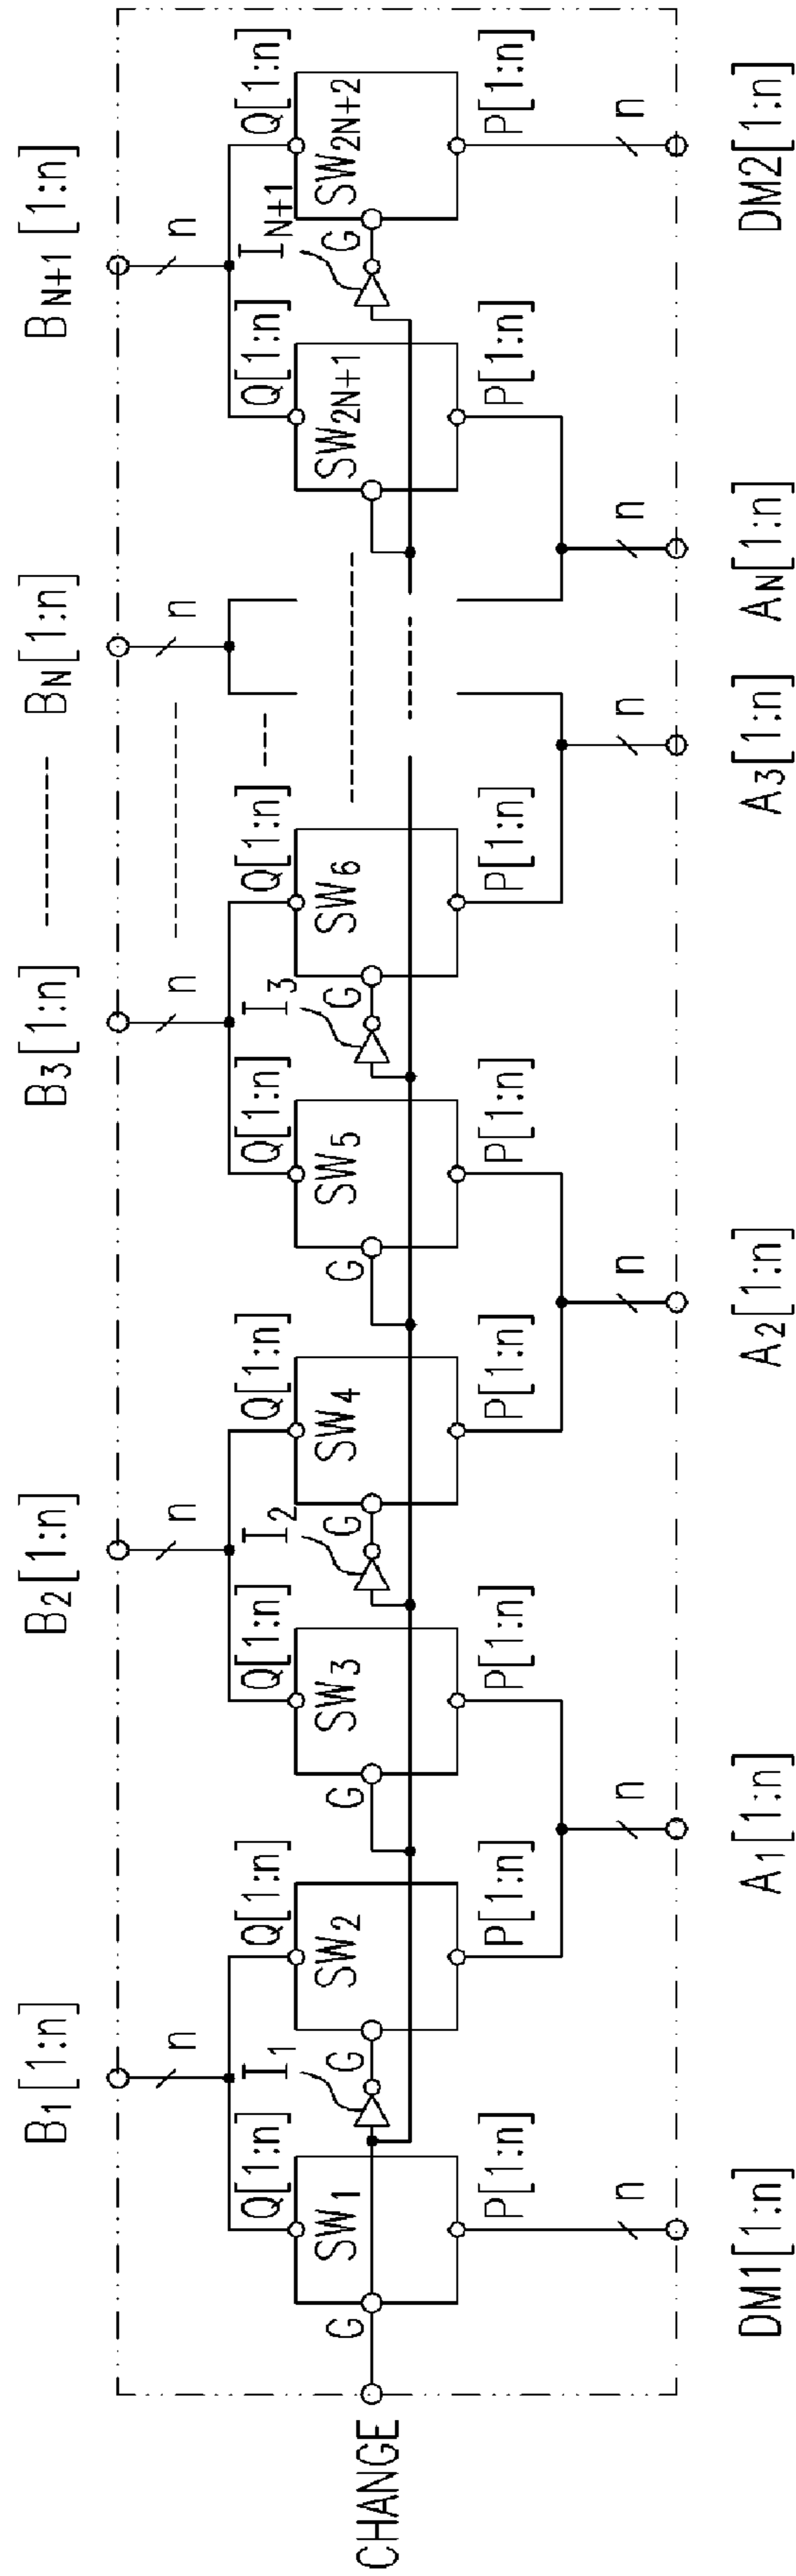 B1[1:n] B2[1:n] B3[1:n] BN[1:n] BN+1[1:n]
n n n n n
Q[1:n] I1 Q[1:n] Q[1:n] I2 Q[1:n] Q[1:n] I3 Q[1:n] Q[1:n] IN+1 Q[1:n]
SW1 SW2 SW3 SW4 SW5 SW6 SW2N+1 SW2N+2
G G G G G G G
CHANGE
P[1:n] P[1:n] P[1:n] P[1:n] P[1:n] P[1:n] P[1:n] P[1:n]
n n n n n n
DM1[1:n] A1[1:n] A2[1:n] A3[1:n] AN[1:n] DM2[1:n]